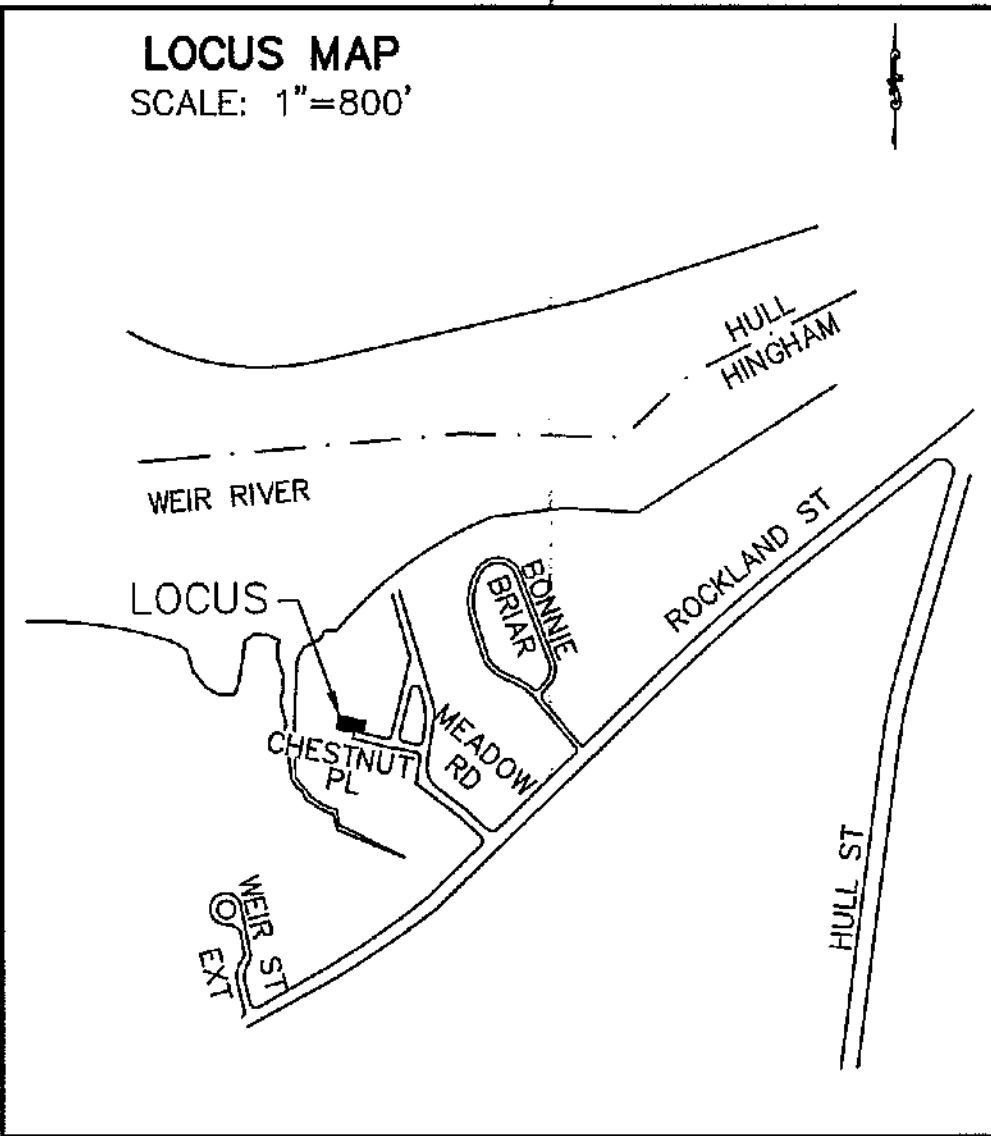 LOCUS MAP
SCALE: 1"=800'
HULL
HINGHAM
WEIR RIVER
LOCUS
BONNIE
BRIAR
ROCKLAND ST
MEADOW
RD
CHESTNUT
PL
HULL ST
WEIR ST
EXT